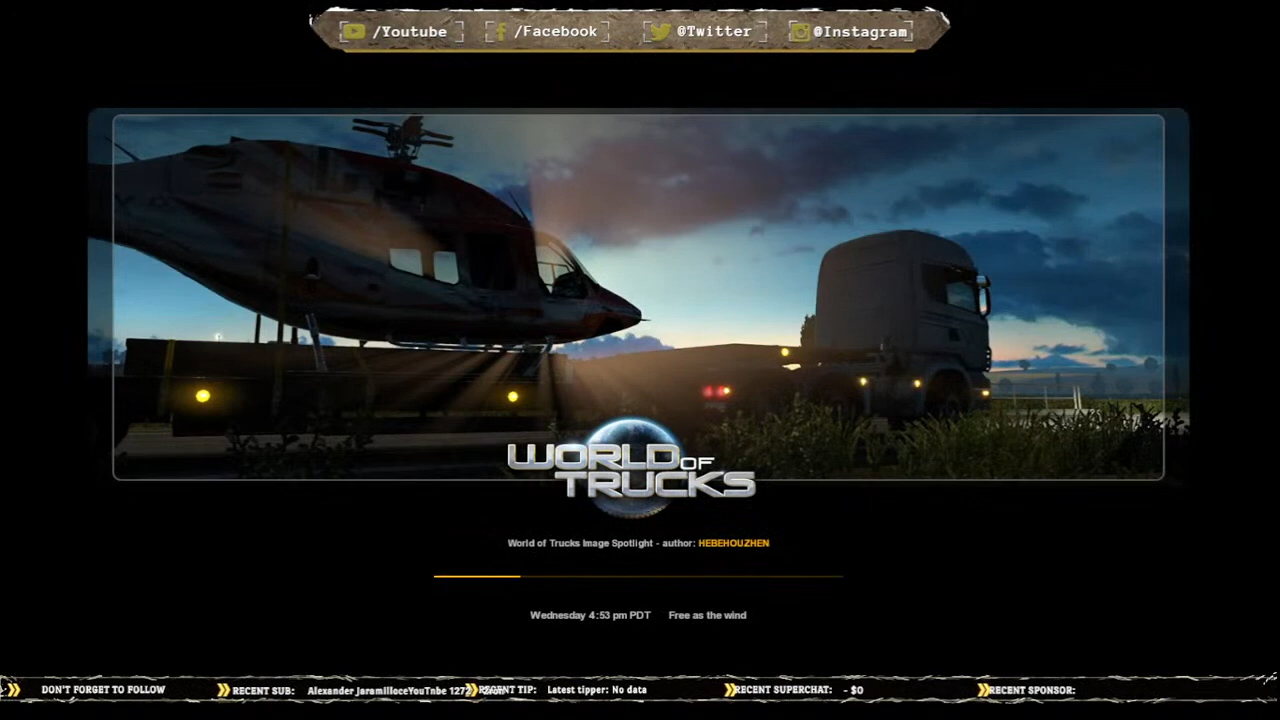 /Youtube
/Facebook
@Twitter
@Instagram
WORLD OF
TRUCKS
World of Trucks Image Spotlight - author: HEBEHOUZHEN
Wednesday 4:53 pm PDT Free as the wind
DON'T FORGET TO FOLLOW
RECENT SUB: Alexander JaramilloceYouTnbe
RECENT TIP: Latest tipper: No data
RECENT SUPERCHAT: - $0
RECENT SPONSOR: